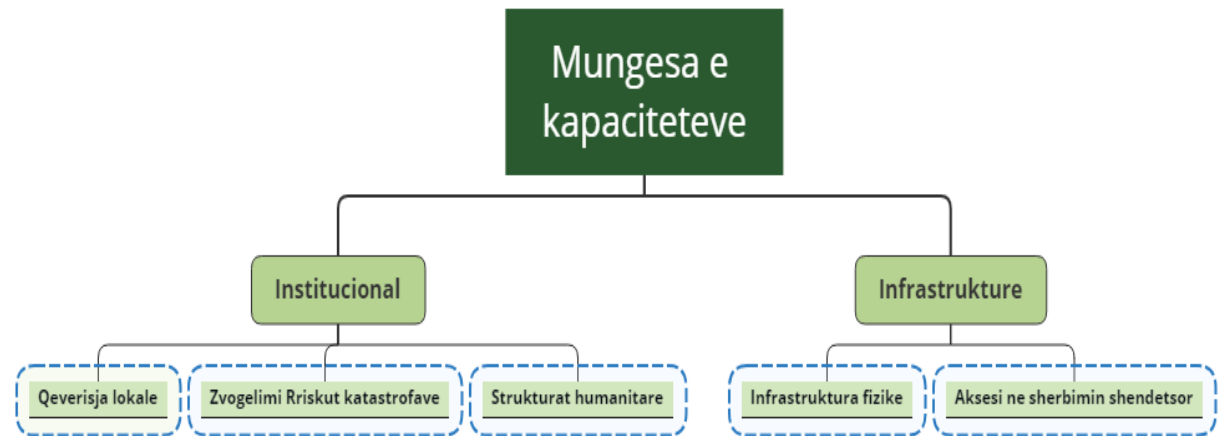 Mungesa e
kapaciteteve
Institucional
Infrastrukture
Qeverisja lokale
Zvogelimi Rriskut katastrofave
Strukturat humanitare
Infrastruktura fizike
Aksesi ne sherbimin shendetsor